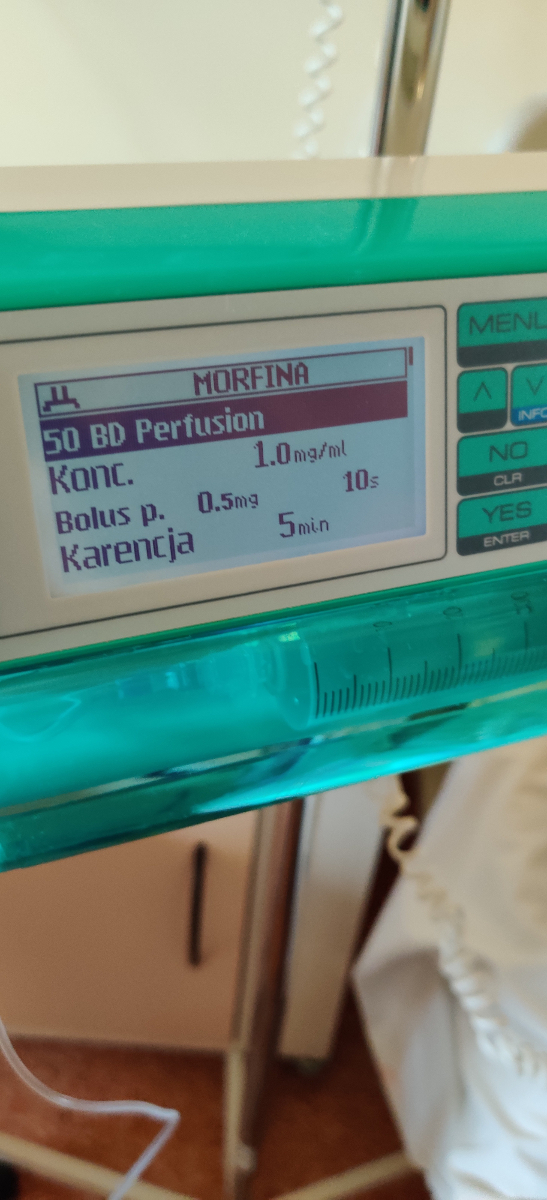 MORFINA
50 BD Perfusion
Konc. 1.0mg/ml
Bolus p. 0.5mg 10s
Karencja 5min
MENU
INFO
NO
CLR
YES
ENTER